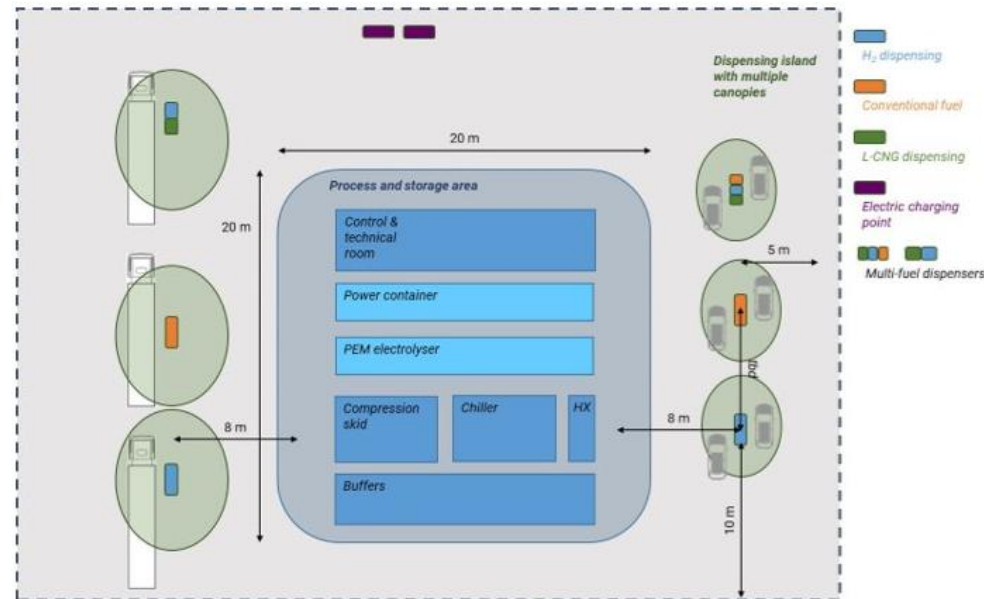 Dispensing island
with multiple
canopies
20 m
Process and storage area
20 m
Control &
technical
room
Power container
PEM electrolyser
Compression
skid
Chiller
HX
Buffers
8 m
8 m
5 m
tbd
10 m
H₂ dispensing
Conventional fuel
L-CNG dispensing
Electric charging
point
Multi-fuel dispensers